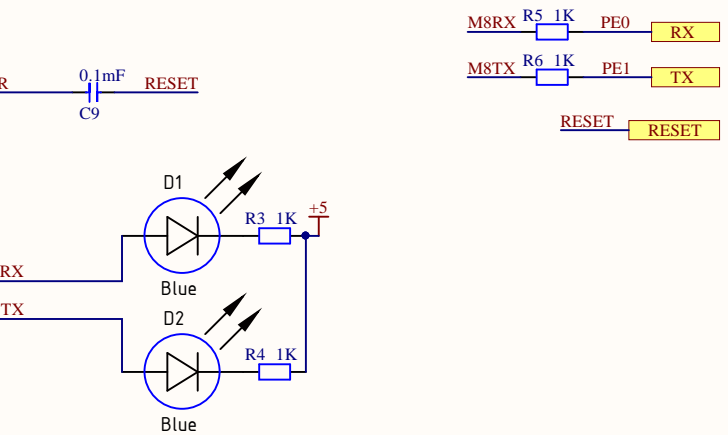 M8RX R5 1K PE0 RX
M8TX R6 1K PE1 TX
R 0.1mF RESET
C9
RESET RESET
D1
R3 1K +5
RX
Blue
TX D2
R4 1K
Blue